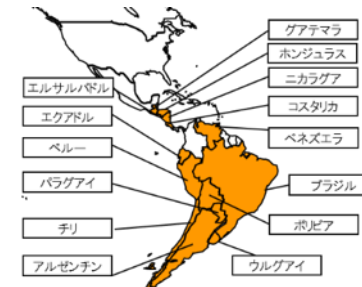 グアテマラ
ホンジュラス
ニカラグア
エルサルバドル
コスタリカ
エクアドル
ベネズエラ
ペルー
パラグアイ
ブラジル
チリ
ボリビア
アルゼンチン
ウルグアイ